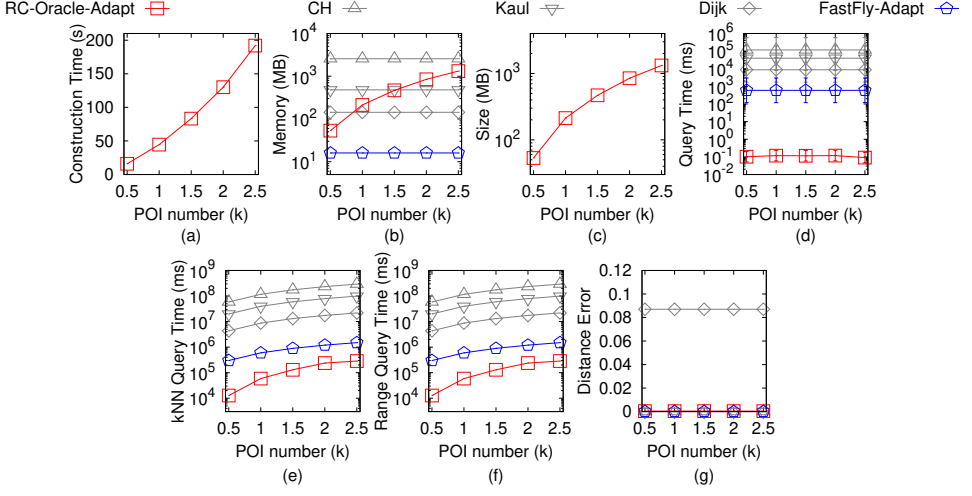 RC-Oracle-Adapt CH Kaul Dijk FastFly-Adapt
Construction Time (s)
200
150
100
50
0
0.5 1 1.5 2 2.5
POI number (k)
(a)
Memory (MB)
10^4
10^3
10^2
10^1
0.5 1 1.5 2 2.5
POI number (k)
(b)
Size (MB)
10^3
10^2
0.5 1 1.5 2 2.5
POI number (k)
(c)
Query Time (ms)
10^6
10^5
10^4
10^3
10^2
10^1
10^0
10^-1
10^-2
0.5 1 1.5 2 2.5
POI number (k)
(d)
kNN Query Time (ms)
10^9
10^8
10^7
10^6
10^5
10^4
0.5 1 1.5 2 2.5
POI number (k)
(e)
Range Query Time (ms)
10^9
10^8
10^7
10^6
10^5
10^4
0.5 1 1.5 2 2.5
POI number (k)
(f)
Distance Error
0.12
0.1
0.08
0.06
0.04
0.02
0
0.5 1 1.5 2 2.5
POI number (k)
(g)